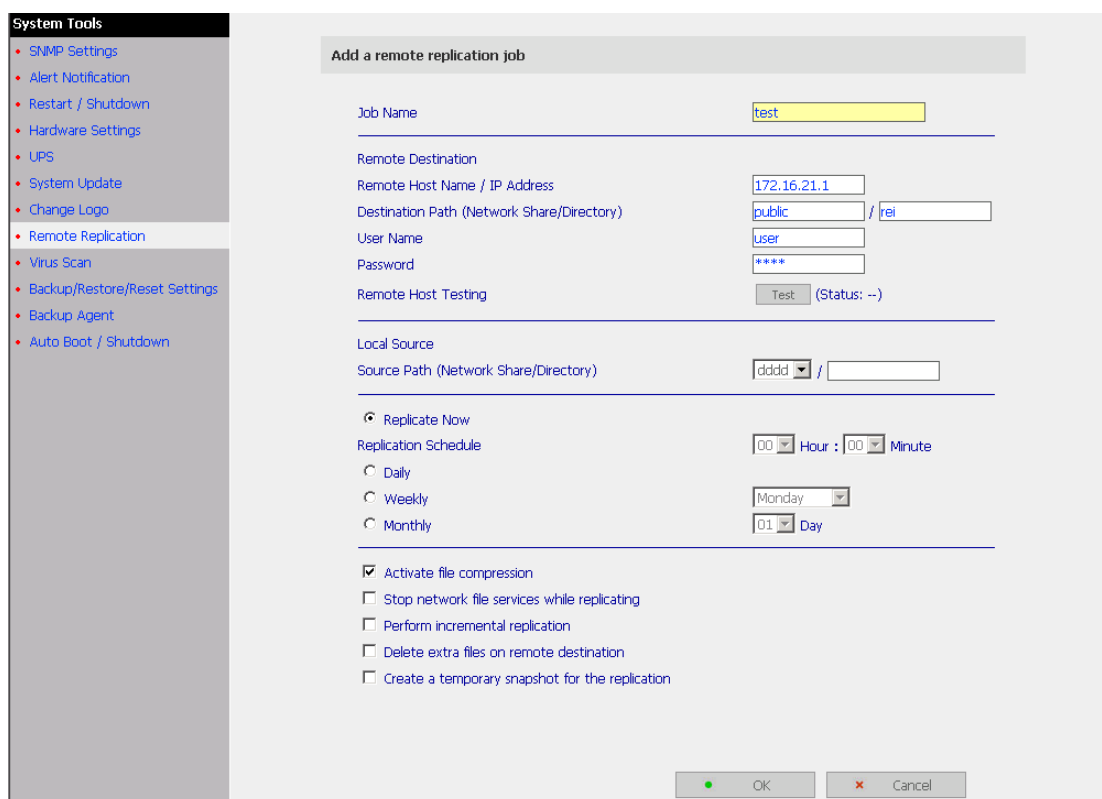 System Tools
SNMP Settings
Alert Notification
Restart / Shutdown
Hardware Settings
UPS
System Update
Change Logo
Remote Replication
Virus Scan
Backup/Restore/Reset Settings
Backup Agent
Auto Boot / Shutdown
Add a remote replication job
Job Name test
Remote Destination
Remote Host Name / IP Address 172.16.21.1
Destination Path (Network Share/Directory) public / rei
User Name user
Password ****
Remote Host Testing Test (Status: --)
Local Source
Source Path (Network Share/Directory) dddd /
Replicate Now
Replication Schedule 00 Hour : 00 Minute
Daily
Weekly Monday
Monthly 01 Day
Activate file compression
Stop network file services while replicating
Perform incremental replication
Delete extra files on remote destination
Create a temporary snapshot for the replication
OK Cancel